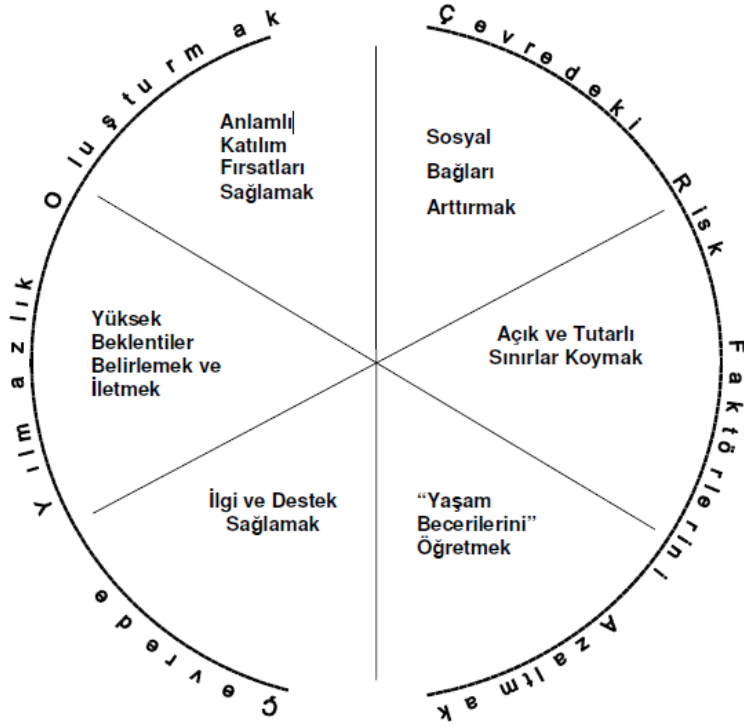 Çevrede Yılmazlık Oluşturmak
Çevredeki Risk Faktörlerini Azaltmak
Anlamlı
Katılım
Fırsatları
Sağlamak
Sosyal
Bağları
Arttırmak
Yüksek
Beklentiler
Belirlemek ve
İletmek
Açık ve Tutarlı
Sınırlar Koymak
İlgi ve Destek
Sağlamak
“Yaşam
Becerilerini”
Öğretmek